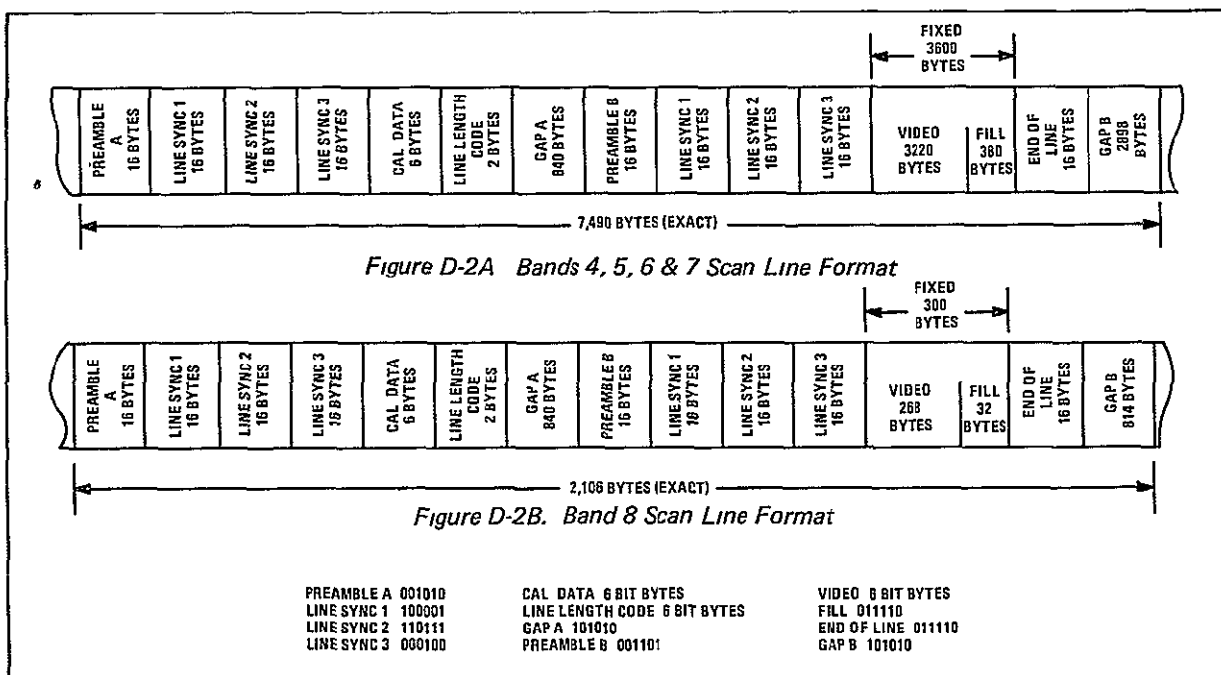 FIXED
3600
BYTES
PREAMBLE
A
16 BYTES
LINE SYNC 1
16 BYTES
LINE SYNC 2
16 BYTES
LINE SYNC 3
16 BYTES
CAL DATA
6 BYTES
LINE LENGTH
CODE
2 BYTES
GAP A
840 BYTES
PREAMBLE B
16 BYTES
LINE SYNC 1
16 BYTES
LINE SYNC 2
16 BYTES
LINE SYNC 3
16 BYTES
VIDEO
3220
BYTES
FILL
380
BYTES
END OF
LINE
16 BYTES
GAP B
2898
BYTES
7,490 BYTES (EXACT)
Figure D-2A Bands 4, 5, 6 & 7 Scan Line Format
FIXED
300
BYTES
PREAMBLE
A
16 BYTES
LINE SYNC 1
16 BYTES
LINE SYNC 2
16 BYTES
LINE SYNC 3
16 BYTES
CAL DATA
6 BYTES
LINE LENGTH
CODE
2 BYTES
GAP A
840 BYTES
PREAMBLE B
16 BYTES
LINE SYNC 1
16 BYTES
LINE SYNC 2
16 BYTES
LINE SYNC 3
16 BYTES
VIDEO
268
BYTES
FILL
32
BYTES
END OF
LINE
16 BYTES
GAP B
814 BYTES
2,106 BYTES (EXACT)
Figure D-2B. Band 8 Scan Line Format
PREAMBLE A 001010 CAL DATA 6 BIT BYTES VIDEO 6 BIT BYTES
LINE SYNC 1 100001 LINE LENGTH CODE 6 BIT BYTES FILL 011110
LINE SYNC 2 110111 GAP A 101010 END OF LINE 011110
LINE SYNC 3 000100 PREAMBLE B 001101 GAP B 101010